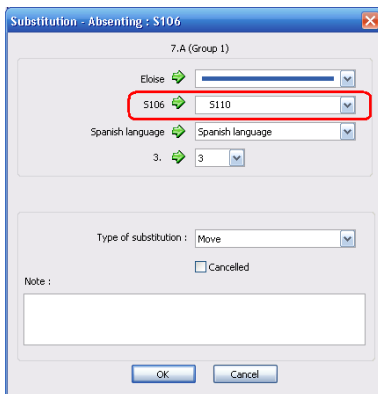 Substitution - Absenting : S106
7.A (Group 1)
Eloise
S106 S110
Spanish language Spanish language
3. 3
Type of substitution : Move
Cancelled
Note :
OK Cancel